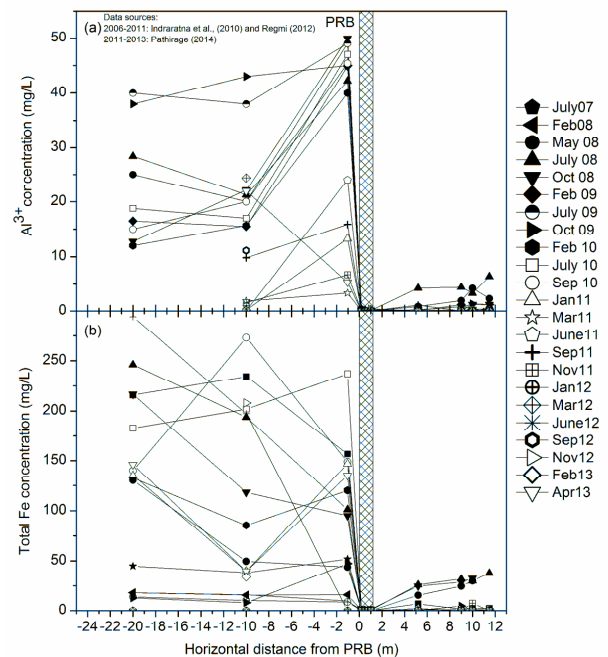 PRB
(a)
Data sources:
2006-2011: Indraratna et al., (2010) and Regmi (2012)
2011-2013: Pathirage (2014)
50
40
30
20
10
0
Al3+ concentration (mg/L)
(b)
250
200
150
100
50
0
Total Fe concentration (mg/L)
-24 -22 -20 -18 -16 -14 -12 -10 -8 -6 -4 -2 0 2 4 6 8 10 12
Horizontal distance from PRB (m)
July07
Feb08
May 08
July 08
Oct 08
Feb 09
July 09
Oct 09
Feb 10
July 10
Sep 10
Jan11
Mar11
June11
Sep11
Nov11
Jan12
Mar12
June12
Sep12
Nov12
Feb13
Apr13